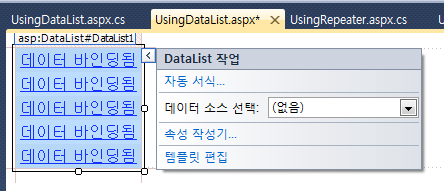 UsingDataList.aspx.cs UsingDataList.aspx* UsingRepeater.aspx.cs
asp:DataList#DataList1
데이터 바인딩됨
데이터 바인딩됨
데이터 바인딩됨
데이터 바인딩됨
데이터 바인딩됨
DataList 작업
자동 서식...
데이터 소스 선택: (없음)
속성 작성기...
템플릿 편집